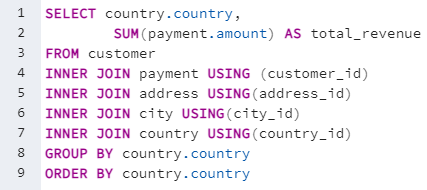 1 SELECT country.country,
2 SUM(payment.amount) AS total_revenue
3 FROM customer
4 INNER JOIN payment USING (customer_id)
5 INNER JOIN address USING(address_id)
6 INNER JOIN city USING(city_id)
7 INNER JOIN country USING(country_id)
8 GROUP BY country.country
9 ORDER BY country.country